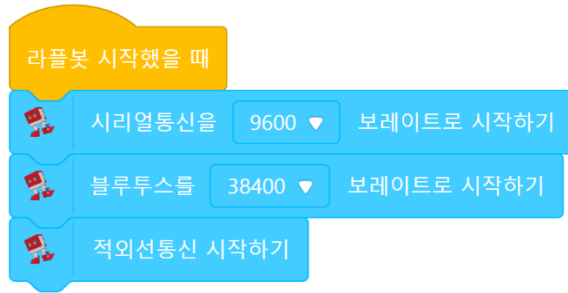 라플봇 시작했을 때
시리얼통신을 9600 보레이트로 시작하기
블루투스를 38400 보레이트로 시작하기
적외선통신 시작하기